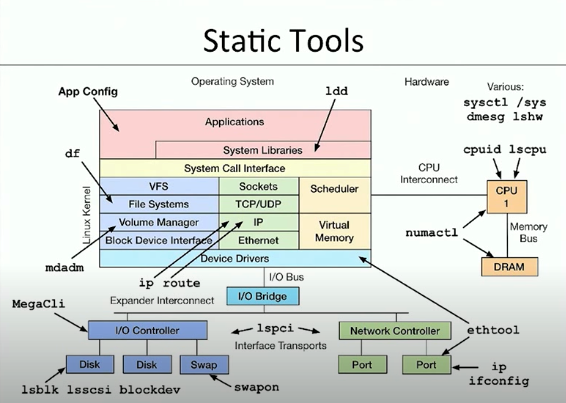 Static Tools
Operating System
Hardware
Various:
sysctl /sys
dmesg lshw
App Config
ldd
Applications
System Libraries
df
System Call Interface
cpuid lscpu
CPU
Interconnect
Linux Kernel
VFS
Sockets
Scheduler
File Systems
TCP/UDP
CPU
1
Volume Manager
IP
Virtual
Memory
Block Device Interface
Ethernet
numactl
Memory
Bus
Device Drivers
mdadm
DRAM
ip route
I/O Bus
Expander Interconnect
I/O Bridge
MegaCli
I/O Controller
lspci
Network Controller
ethtool
Interface Transports
Disk
Disk
Swap
Port
Port
ip
ifconfig
lsblk lsscsi blockdev
swapon